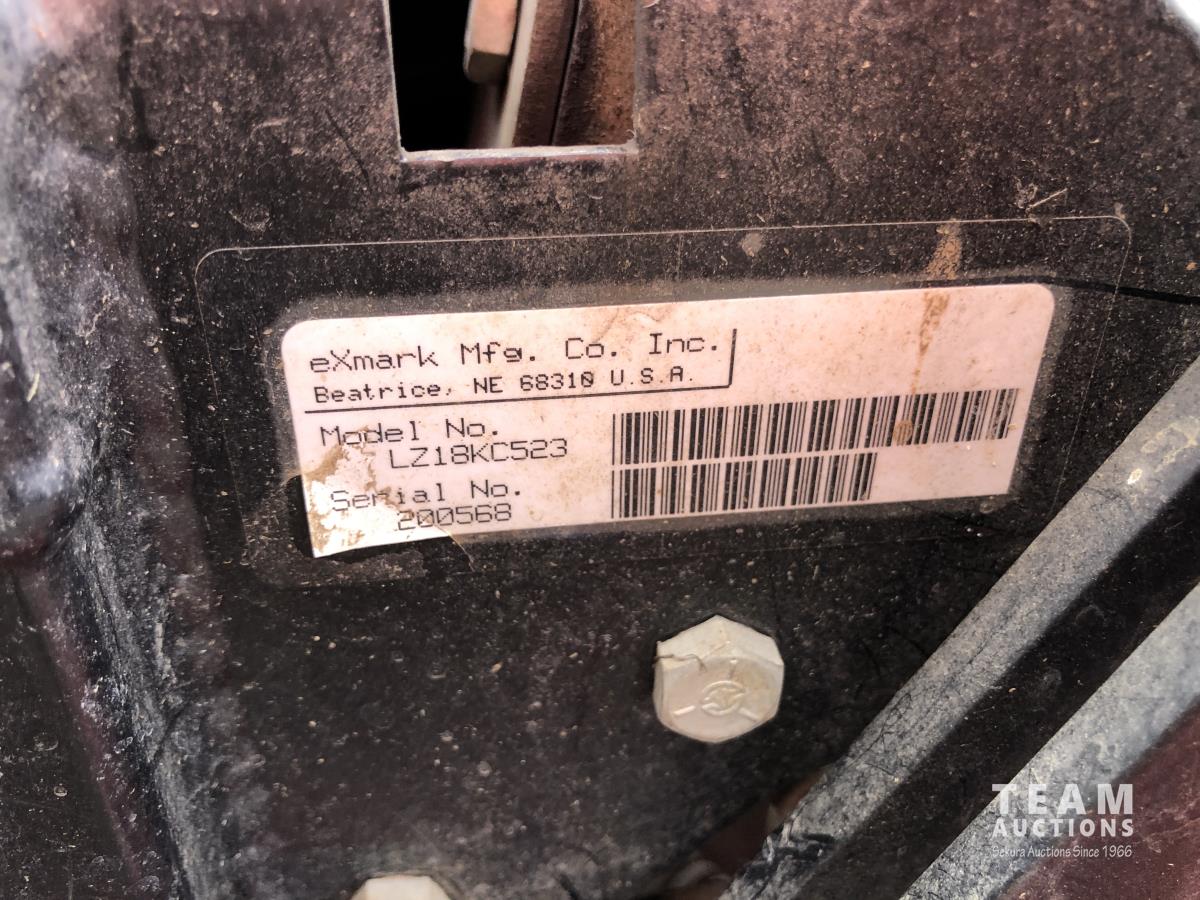 eXmark Mfg. Co. Inc.
Beatrice, NE 68310 U.S.A.
Model No.
LZ18KC523
Serial No.
200568
TEAM
AUCTIONS
Sekura Auctions Since 1966